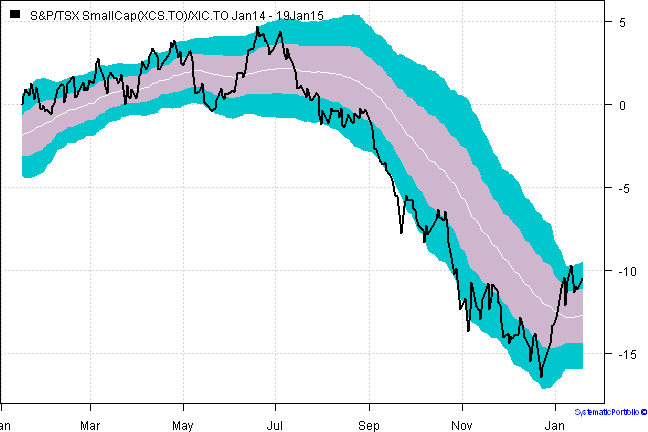 S&P/TSX SmallCap(XCS.TO)/XIC.TO Jan14 - 19Jan15
5
0
-5
-10
-15
an Mar May Jul Sep Nov Jan
SystematicPortfolio ©